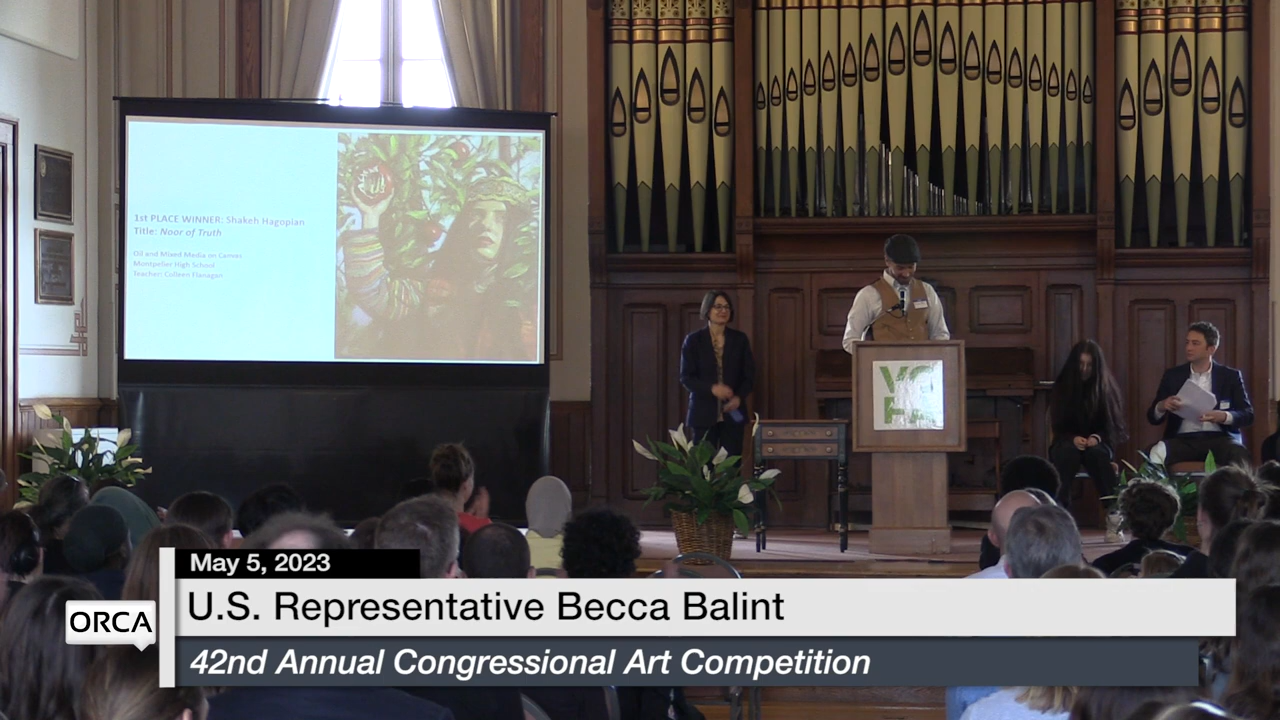 1st PLACE WINNER: Shakeh Hagopian
Title: Noor of Truth
Oil and Mixed Media on Canvas
Montpelier High School
Teacher: Colleen Flanagan
May 5, 2023
ORCA
U.S. Representative Becca Balint
42nd Annual Congressional Art Competition